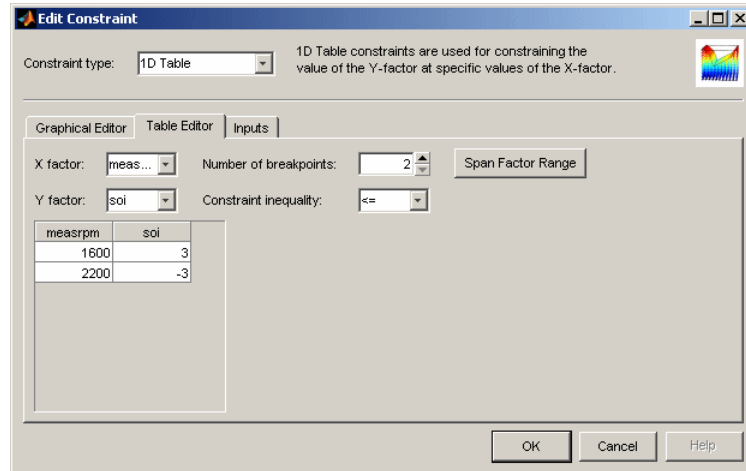 Edit Constraint
Constraint type: 1D Table
1D Table constraints are used for constraining the
value of the Y-factor at specific values of the X-factor.
Graphical Editor Table Editor Inputs
X factor: meas... Number of breakpoints: 2 Span Factor Range
Y factor: soi Constraint inequality: <=
measrpm soi
1600 3
2200 -3
OK Cancel Help